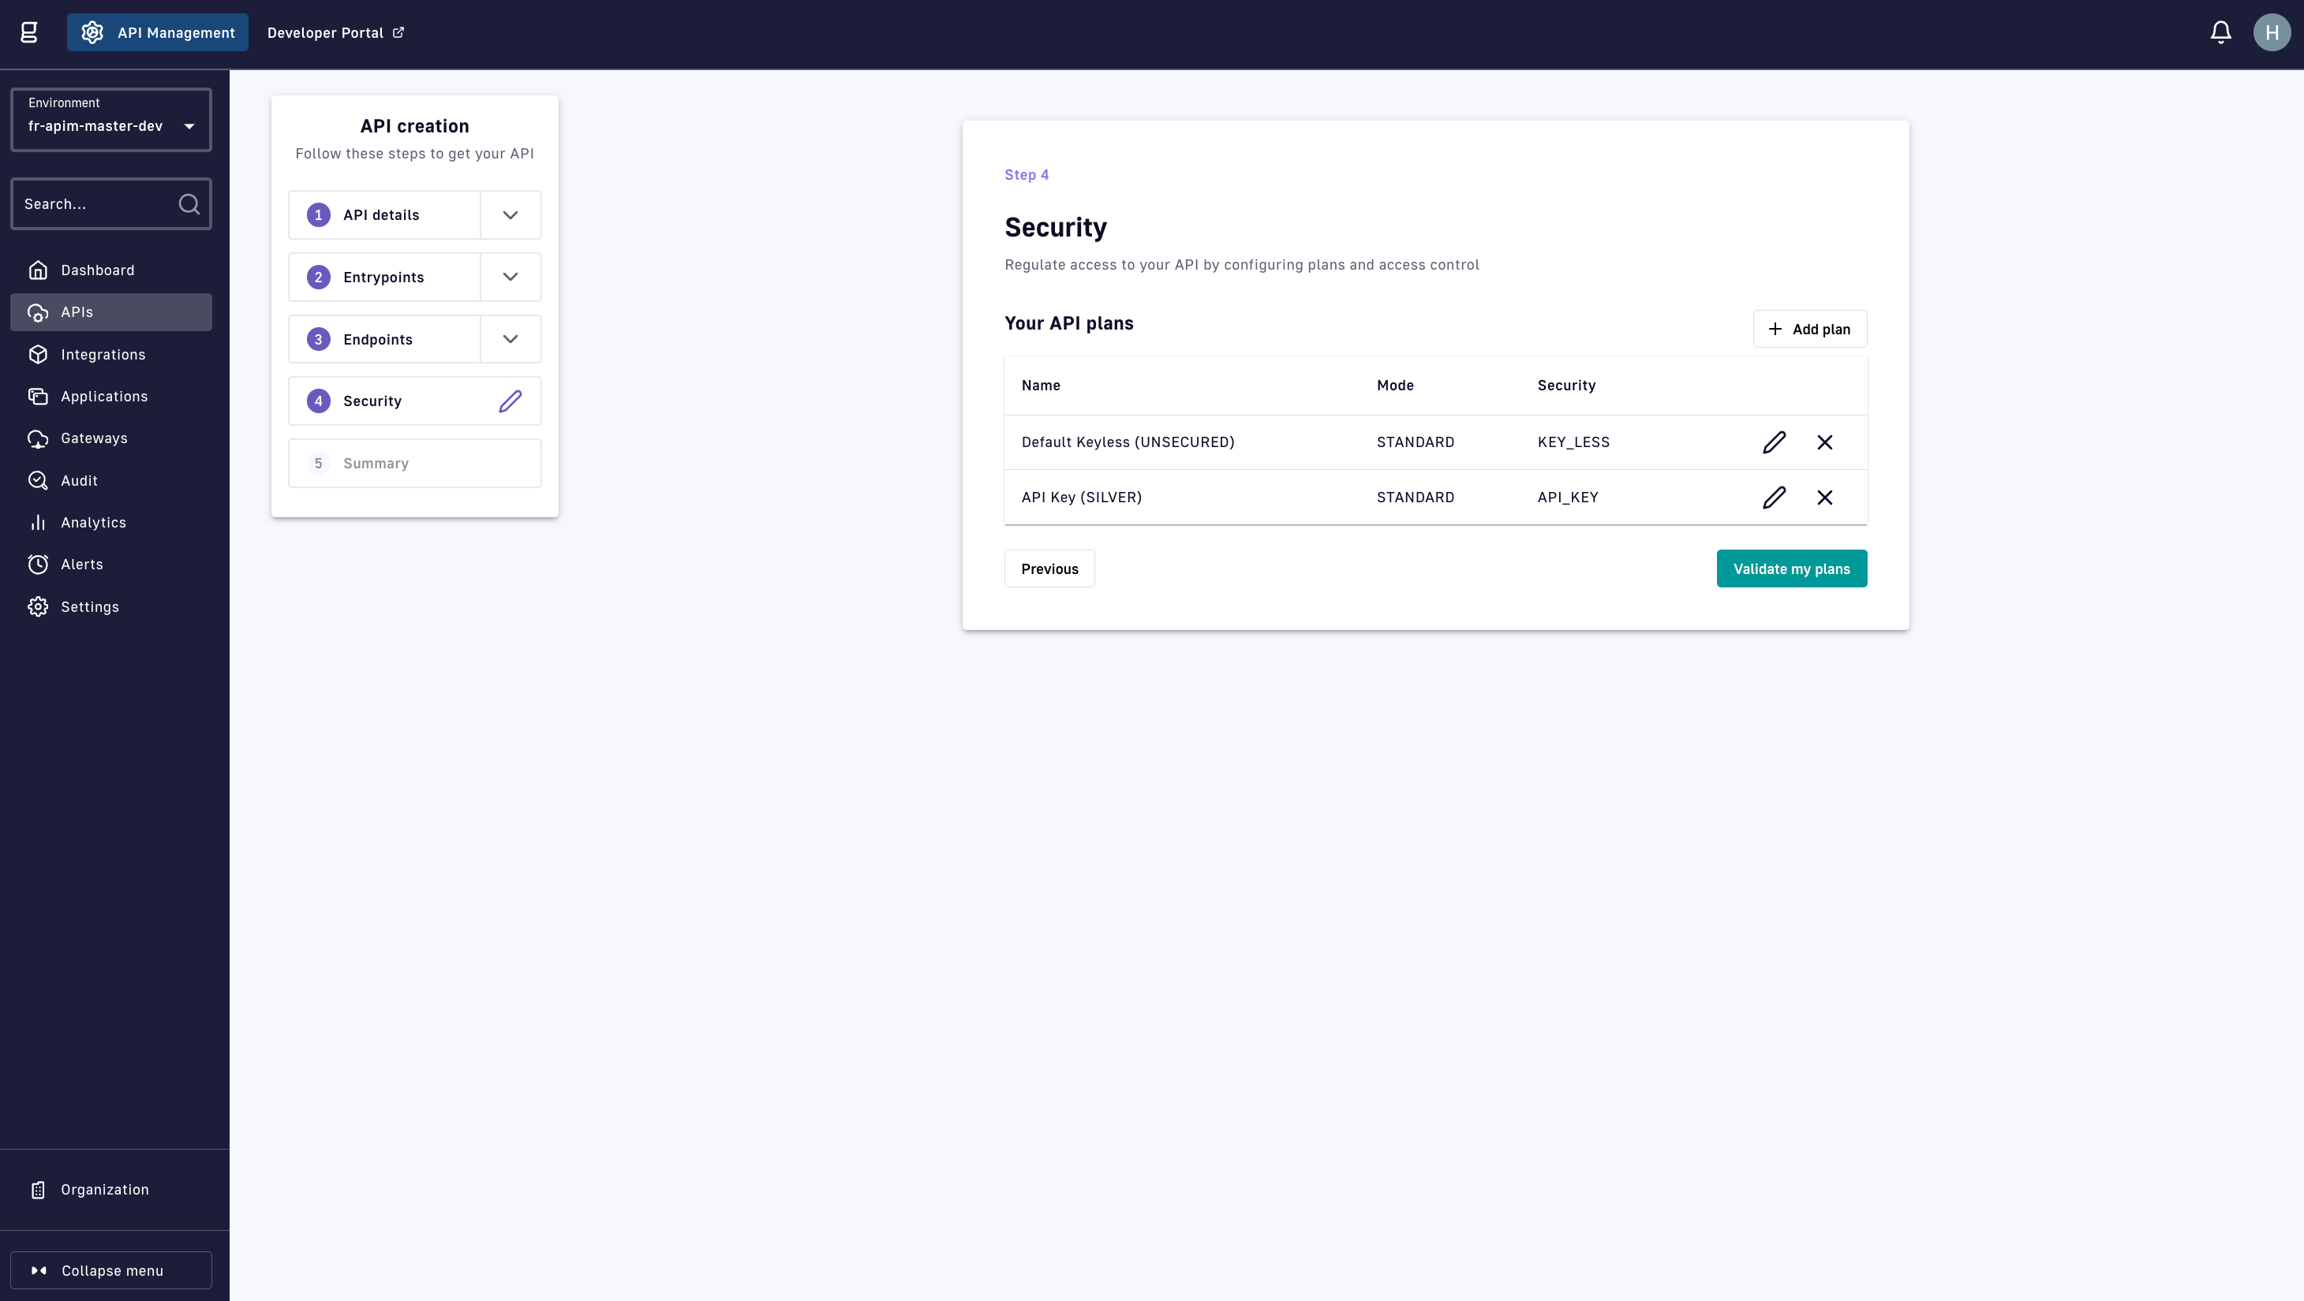 API Management
Developer Portal
H
Environment
fr-apim-master-dev
Search...
Dashboard
APIs
Integrations
Applications
Gateways
Audit
Analytics
Alerts
Settings
Organization
Collapse menu
API creation
Follow these steps to get your API
1 API details
2 Entrypoints
3 Endpoints
4 Security
5 Summary
Step 4
Security
Regulate access to your API by configuring plans and access control
Your API plans
Add plan
Name Mode Security
Default Keyless (UNSECURED) STANDARD KEY_LESS
API Key (SILVER) STANDARD API_KEY
Previous
Validate my plans